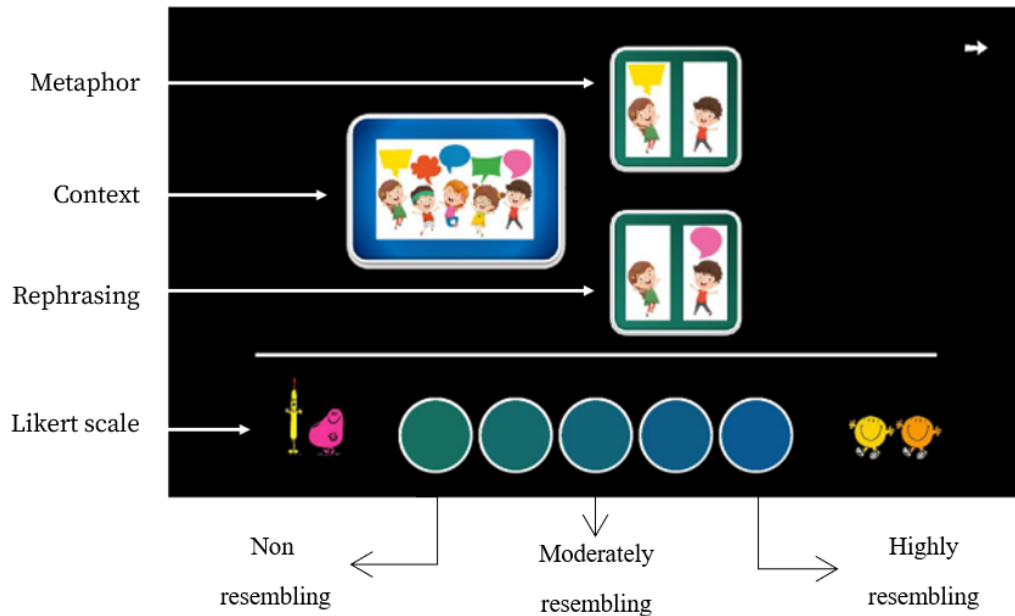 Metaphor
Context
Rephrasing
Likert scale
Non
resembling
Moderately
resembling
Highly
resembling